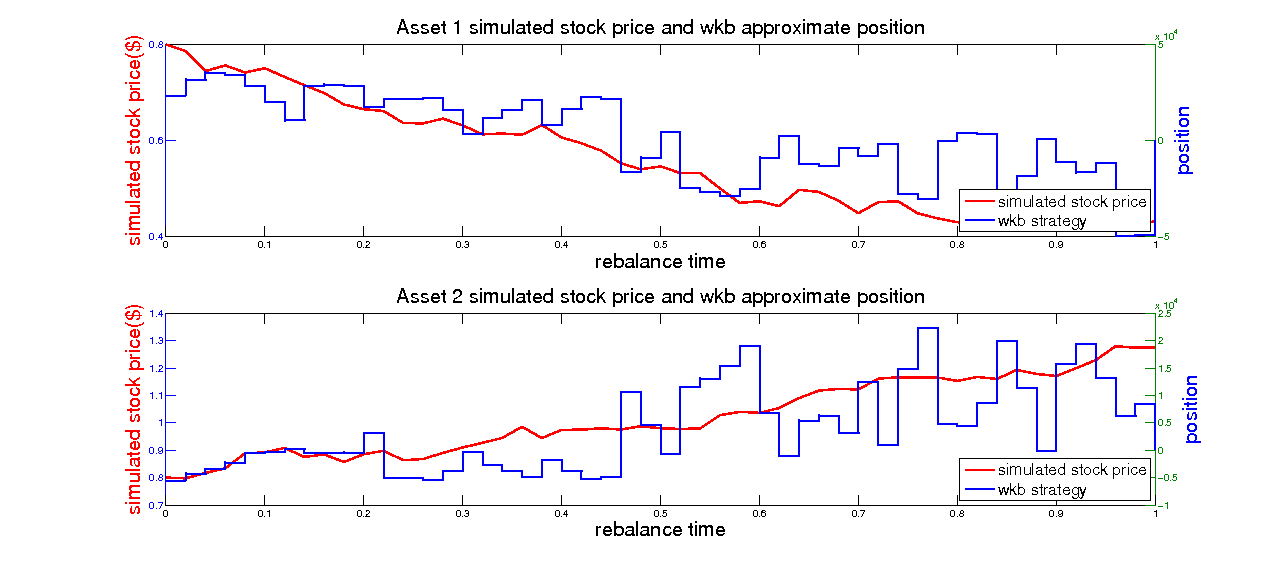 Asset 1 simulated stock price and wkb approximate position
x 10^4
simulated stock price($)
0.8
0.6
0.4
5
0
−5
position
simulated stock price
wkb strategy
0 0.1 0.2 0.3 0.4 0.5 0.6 0.7 0.8 0.9 1
rebalance time
Asset 2 simulated stock price and wkb approximate position
x 10^4
simulated stock price($)
1.4
1.3
1.2
1.1
1
0.9
0.8
0.7
2.5
2
1.5
1
0.5
0
−0.5
−1
position
simulated stock price
wkb strategy
0 0.1 0.2 0.3 0.4 0.5 0.6 0.7 0.8 0.9 1
rebalance time